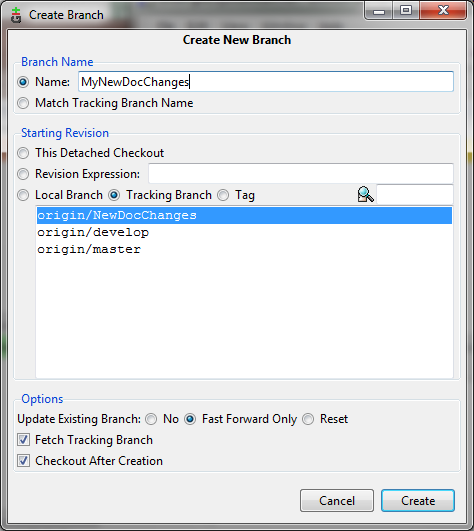 Create Branch
Create New Branch
Branch Name
Name: MyNewDocChanges
Match Tracking Branch Name
Starting Revision
This Detached Checkout
Revision Expression:
Local Branch Tracking Branch Tag
origin/NewDocChanges
origin/develop
origin/master
Options
Update Existing Branch: No Fast Forward Only Reset
Fetch Tracking Branch
Checkout After Creation
Cancel Create